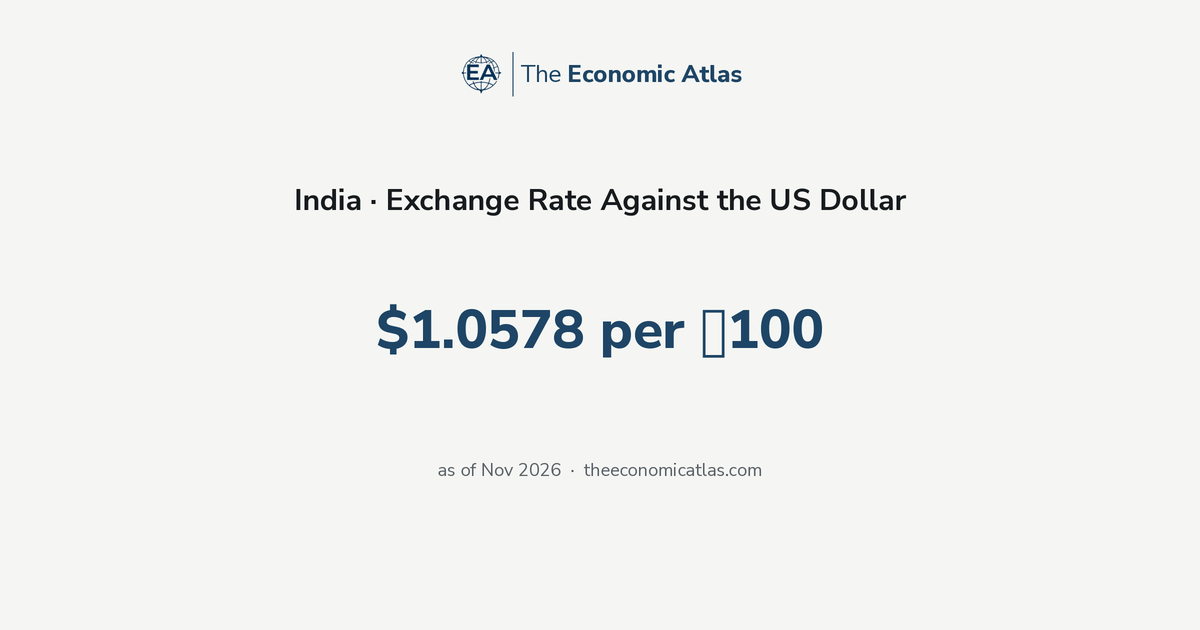 EA The Economic Atlas
India · Exchange Rate Against the US Dollar
$1.0578 per 100
as of Nov 2026 · theeconomicatlas.com